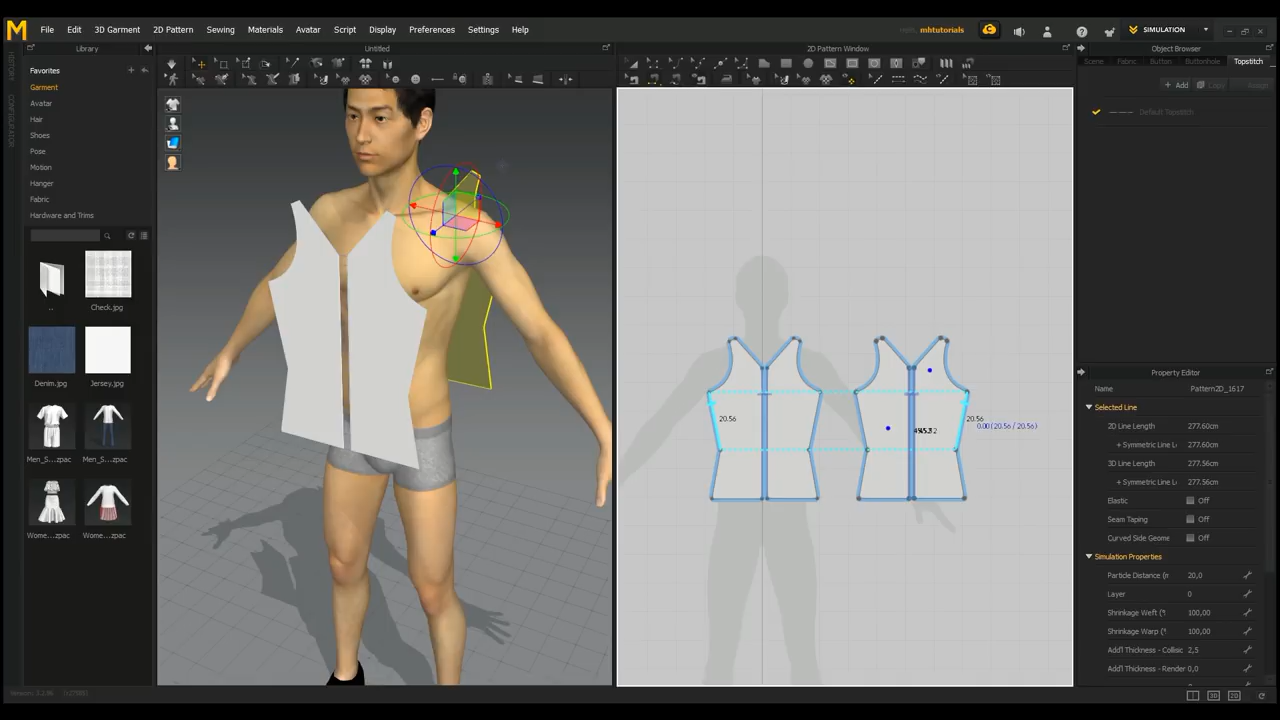 M File Edit 3D Garment 2D Pattern Sewing Materials Avatar Script Display Preferences Settings Help
mhtutorials
SIMULATION
Library
Untitled
2D Pattern Window
Object Browser
Favorites
Scene Fabric Button Buttonhole Topstitch
Garment
Add Copy Assign
Avatar
Default Topstitch
Hair
Shoes
Pose
Motion
Hanger
Fabric
Hardware and Trims
HISTORY
..
Check.jpg
Denim.jpg
Jersey.jpg
Men_S...zpac
Men_S...zpac
Wome...zpac
Wome...zpac
20.56
20.56
0.00 (20.56 / 20.56)
Property Editor
Name Pattern2D_1617
Selected Line
2D Line Length 277.60cm
+ Symmetric Line L 277.60cm
3D Line Length 277.56cm
+ Symmetric Line L 277.56cm
Elastic Off
Seam Taping Off
Curved Side Geome Off
Simulation Properties
Particle Distance (m 20,0
Layer 0
Shrinkage Weft (% 100,00
Shrinkage Warp (% 100,00
Add'l Thickness - Collisic 2,5
Add'l Thickness - Render 0,0